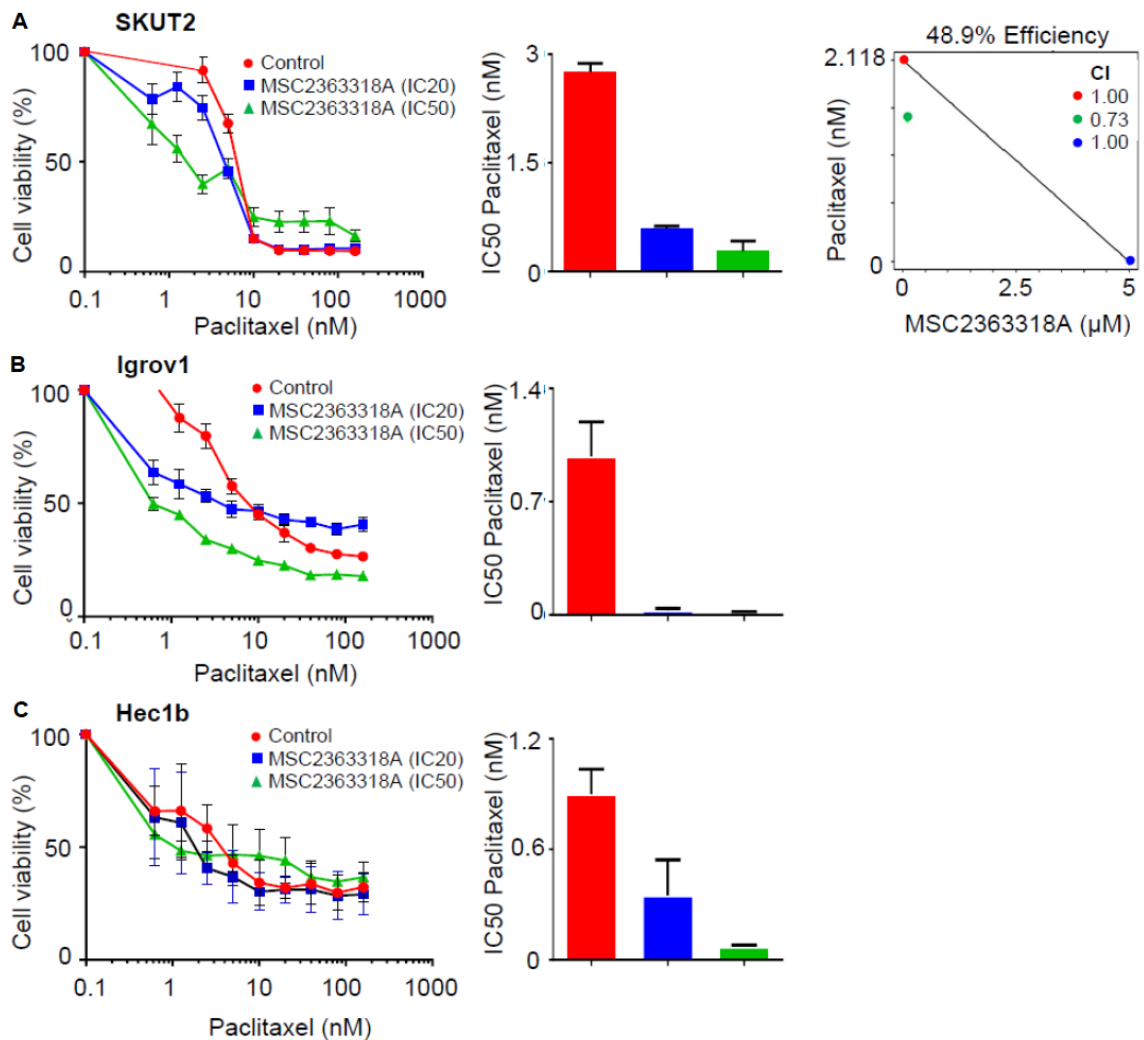 A
SKUT2
100
50
0
Cell viability (%)
Control
MSC2363318A (IC20)
MSC2363318A (IC50)
0.1
1
10
100
1000
Paclitaxel (nM)
3
1.5
0
IC50 Paclitaxel (nM)
48.9% Efficiency
2.118
0
Paclitaxel (nM)
CI
1.00
0.73
1.00
0
2.5
5
MSC2363318A (μM)
B
Igrov1
100
50
0
Cell viability (%)
Control
MSC2363318A (IC20)
MSC2363318A (IC50)
0.1
1
10
100
1000
Paclitaxel (nM)
1.4
0.7
0
IC50 Paclitaxel (nM)
C
Hec1b
100
50
0
Cell viability (%)
Control
MSC2363318A (IC20)
MSC2363318A (IC50)
0.1
1
10
100
1000
Paclitaxel (nM)
1.2
0.6
0
IC50 Paclitaxel (nM)